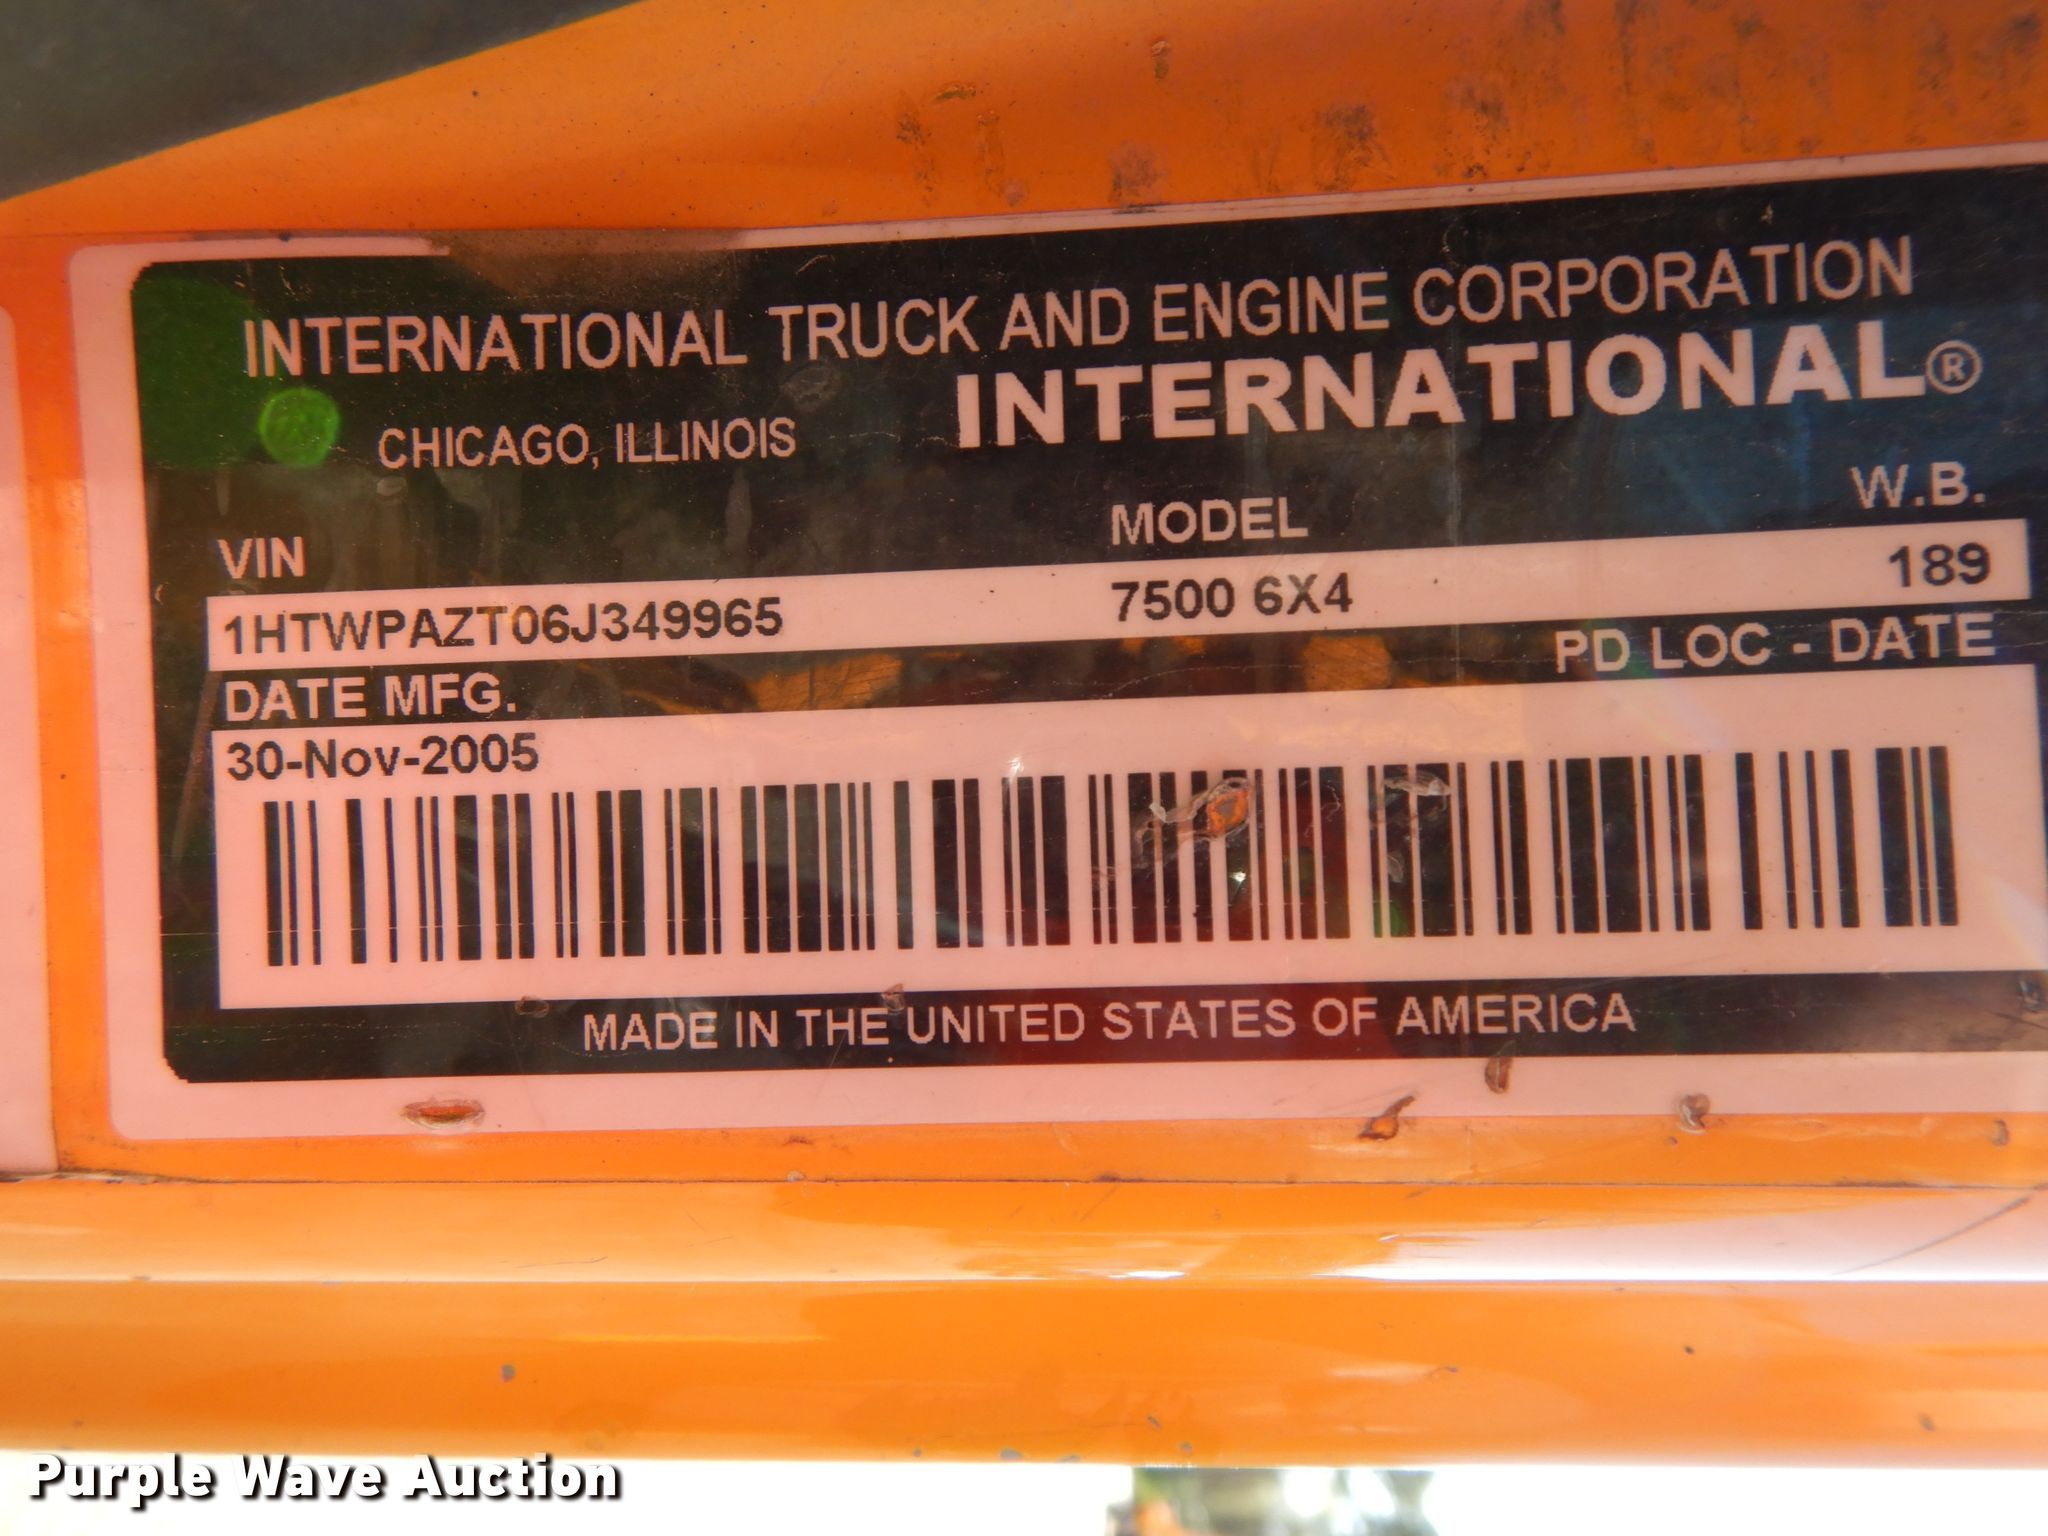 INTERNATIONAL TRUCK AND ENGINE CORPORATION
CHICAGO, ILLINOIS
INTERNATIONAL®
VIN MODEL W.B.
1HTWPAZT06J349965 7500 6X4 189
DATE MFG. PD LOC - DATE
30-Nov-2005
MADE IN THE UNITED STATES OF AMERICA
Purple Wave Auction